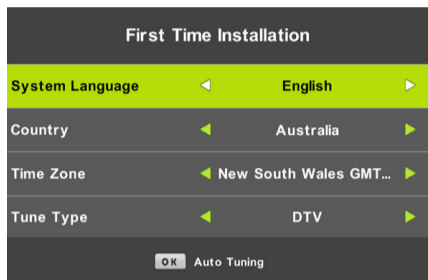 First Time Installation
System Language English
Country Australia
Time Zone New South Wales GMT...
Tune Type DTV
OK Auto Tuning